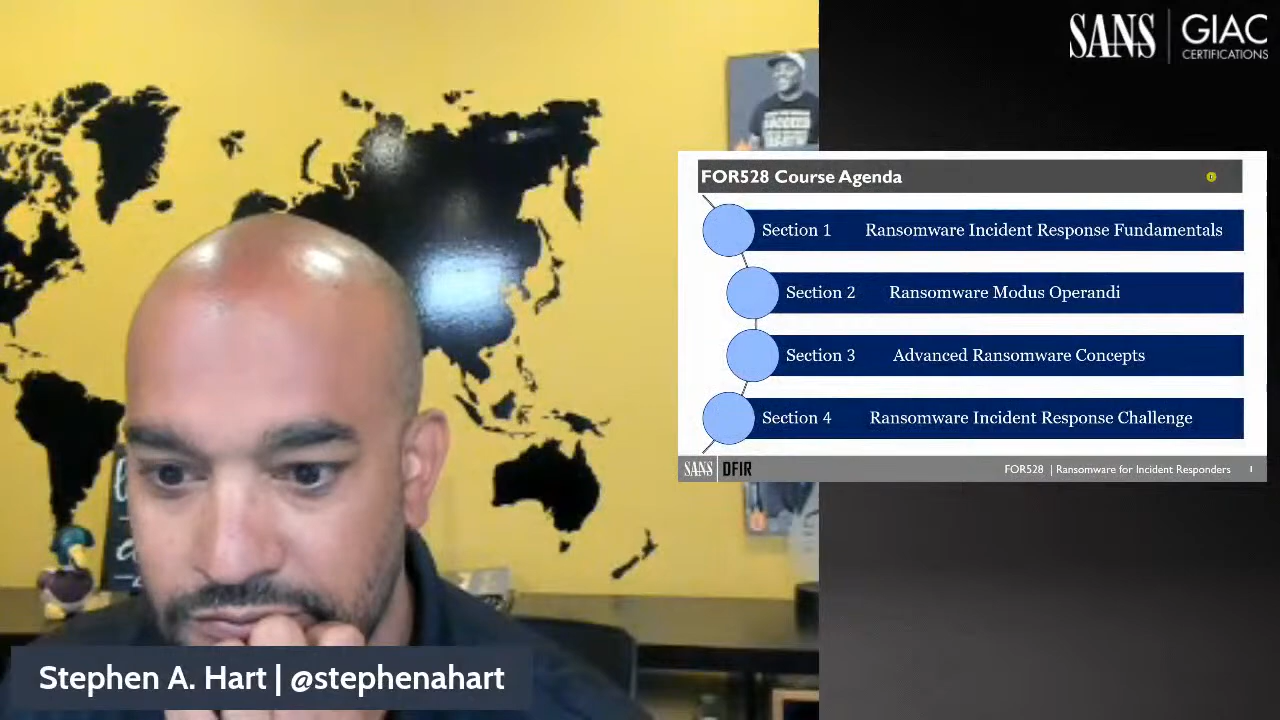 SANS
GIAC
CERTIFICATIONS
FOR528 Course Agenda
Section 1 Ransomware Incident Response Fundamentals
Section 2 Ransomware Modus Operandi
Section 3 Advanced Ransomware Concepts
Section 4 Ransomware Incident Response Challenge
SANS DFIR
FOR528 | Ransomware for Incident Responders 1
Stephen A. Hart | @stephenahart